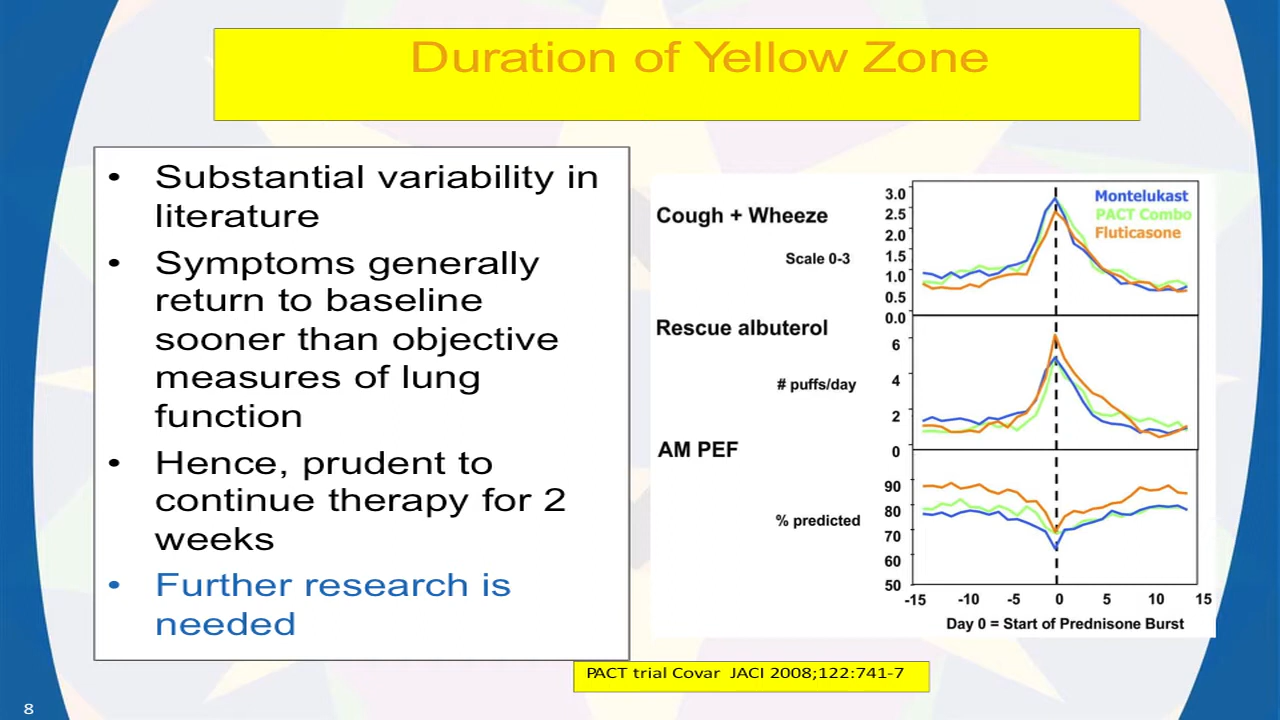 Duration of Yellow Zone
• Substantial variability in
literature
• Symptoms generally
return to baseline
sooner than objective
measures of lung
function
• Hence, prudent to
continue therapy for 2
weeks
• Further research is
needed
Cough + Wheeze
Scale 0-3
3.0
2.5
2.0
1.5
1.0
0.5
0.0
Montelukast
PACT Combo
Fluticasone
Rescue albuterol
# puffs/day
6
4
2
0
AM PEF
% predicted
90
80
70
60
50
-15 -10 -5 0 5 10 15
Day 0 = Start of Prednisone Burst
PACT trial Covar JACI 2008;122:741-7
8